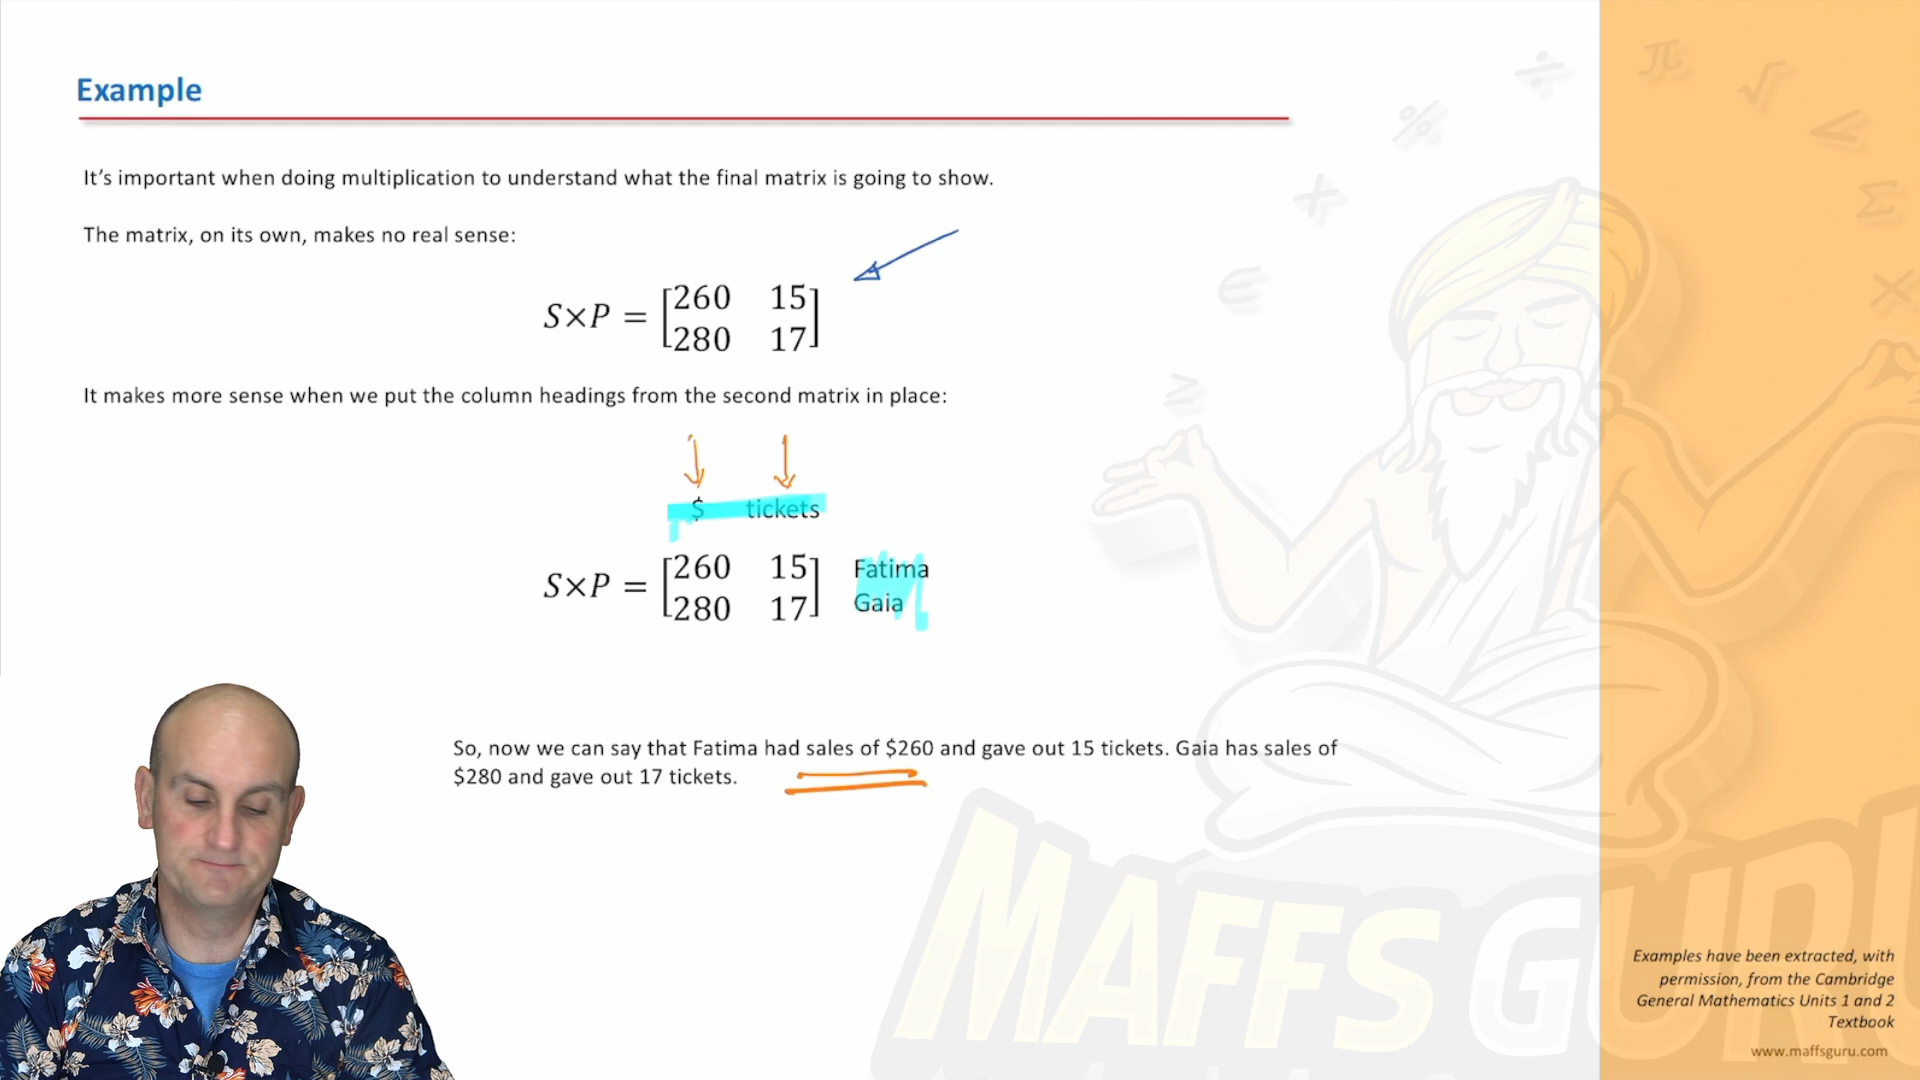 Example
It's important when doing multiplication to understand what the final matrix is going to show.
The matrix, on its own, makes no real sense:
S×P = [260 15
280 17]
It makes more sense when we put the column headings from the second matrix in place:
$ tickets
S×P = [260 15 Fatima
280 17] Gaia
So, now we can say that Fatima had sales of $260 and gave out 15 tickets. Gaia has sales of
$280 and gave out 17 tickets.
MAFFS GURU
Examples have been extracted, with
permission, from the Cambridge
General Mathematics Units 1 and 2
Textbook
www.maffsguru.com